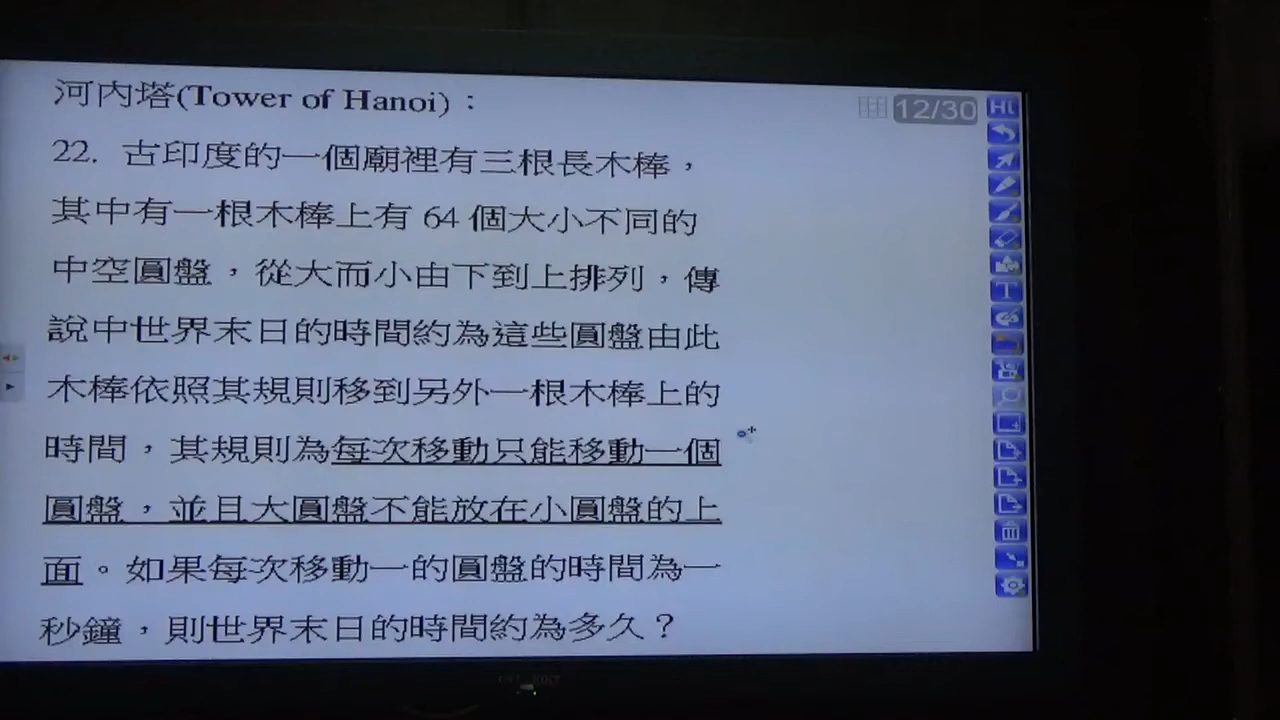 河內塔(Tower of Hanoi)：
12/30
22. 古印度的一個廟裡有三根長木棒，
其中有一根木棒上有 64 個大小不同的
中空圓盤，從大而小由下到上排列，傳
說中世界末日的時間約為這些圓盤由此
木棒依照其規則移到另外一根木棒上的
時間，其規則為每次移動只能移動一個
圓盤，並且大圓盤不能放在小圓盤的上
面。如果每次移動一的圓盤的時間為一
秒鐘，則世界末日的時間約為多久？